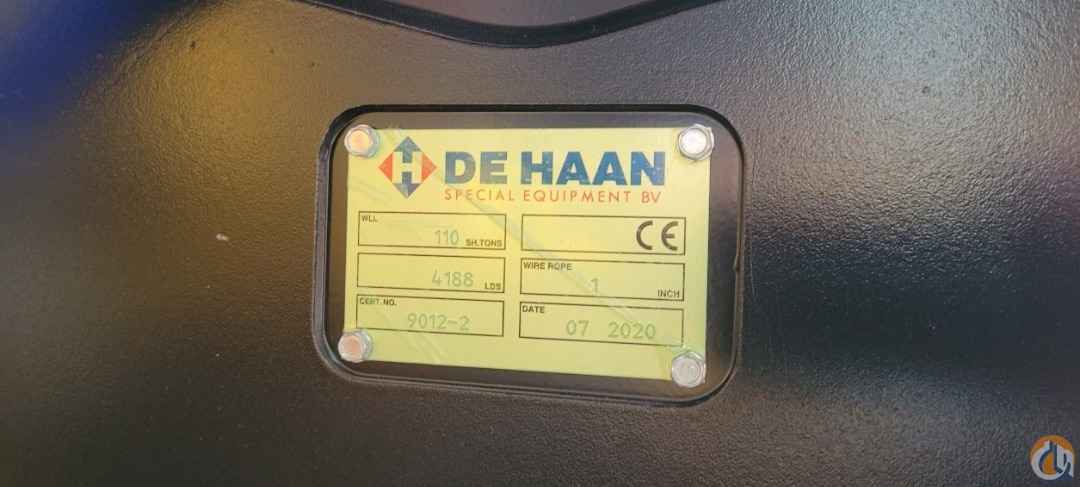 H DE HAAN
SPECIAL EQUIPMENT BV
WLL 110 SH.TONS
CE
4188 LDS
WIRE ROPE 1 INCH
CERT.NO. 9012-2
DATE 07 2020